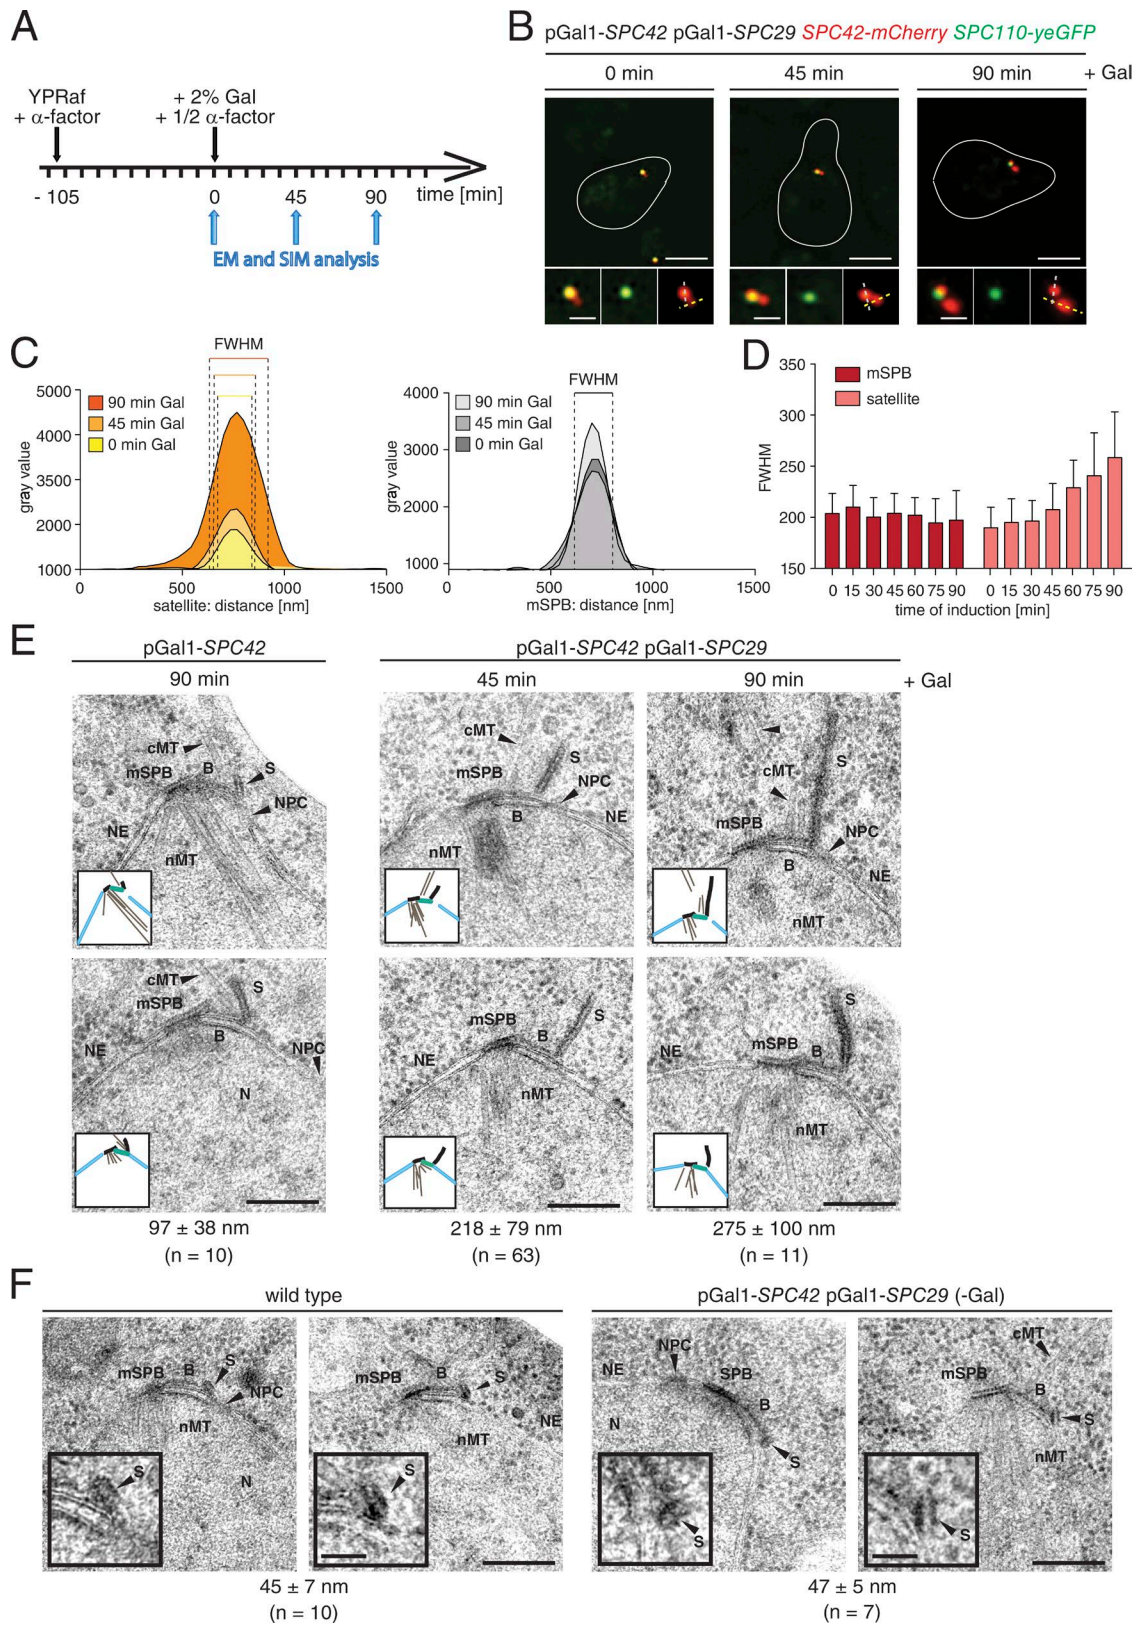 A
YPRaf
+ α-factor
+ 2% Gal
+ 1/2 α-factor
- 105
0
45
90
time [min]
EM and SIM analysis
B
pGal1-SPC42 pGal1-SPC29 SPC42-mCherry SPC110-yeGFP
0 min
45 min
90 min
+ Gal
C
FWHM
5000
4000
3500
2000
1000
gray value
90 min Gal
45 min Gal
0 min Gal
0
500
1000
1500
satellite: distance [nm]
FWHM
4000
3000
2000
1000
gray value
90 min Gal
45 min Gal
0 min Gal
0
500
1000
1500
mSPB: distance [nm]
D
350
300
250
200
150
FWHM
mSPB
satellite
0 15 30 45 60 75 90
0 15 30 45 60 75 90
time of induction [min]
E
pGal1-SPC42
pGal1-SPC42 pGal1-SPC29
90 min
45 min
90 min
+ Gal
cMT
mSPB
B
S
NPC
NE
nMT
cMT
mSPB
S
NPC
B
NE
nMT
S
cMT
mSPB
NPC
B
NE
nMT
cMT
mSPB
S
B
NE
NPC
N
mSPB
B
S
NE
nMT
S
mSPB
B
NE
nMT
97 ± 38 nm
(n = 10)
218 ± 79 nm
(n = 63)
275 ± 100 nm
(n = 11)
F
wild type
pGal1-SPC42 pGal1-SPC29 (-Gal)
mSPB
B
S
NPC
nMT
N
S
mSPB
B
S
NE
nMT
S
NPC
NE
SPB
B
N
S
S
cMT
mSPB
B
S
nMT
S
45 ± 7 nm
(n = 10)
47 ± 5 nm
(n = 7)